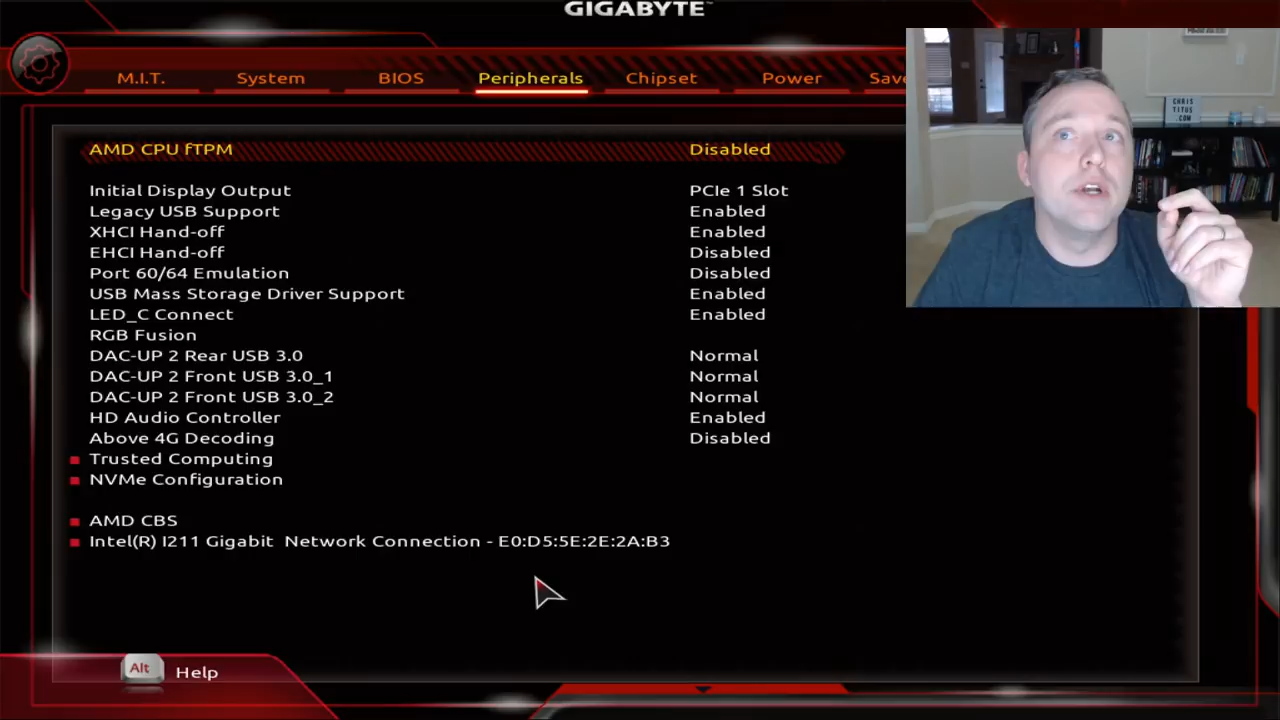 GIGABYTE™
M.I.T. System BIOS Peripherals Chipset Power Save
AMD CPU fTPM Disabled
Initial Display Output PCIe 1 Slot
Legacy USB Support Enabled
XHCI Hand-off Enabled
EHCI Hand-off Disabled
Port 60/64 Emulation Disabled
USB Mass Storage Driver Support Enabled
LED_C Connect Enabled
RGB Fusion
DAC-UP 2 Rear USB 3.0 Normal
DAC-UP 2 Front USB 3.0_1 Normal
DAC-UP 2 Front USB 3.0_2 Normal
HD Audio Controller Enabled
Above 4G Decoding Disabled
Trusted Computing
NVMe Configuration
AMD CBS
Intel(R) I211 Gigabit Network Connection - E0:D5:5E:2E:2A:B3
Alt Help
CHRIS
TITUS
.COM